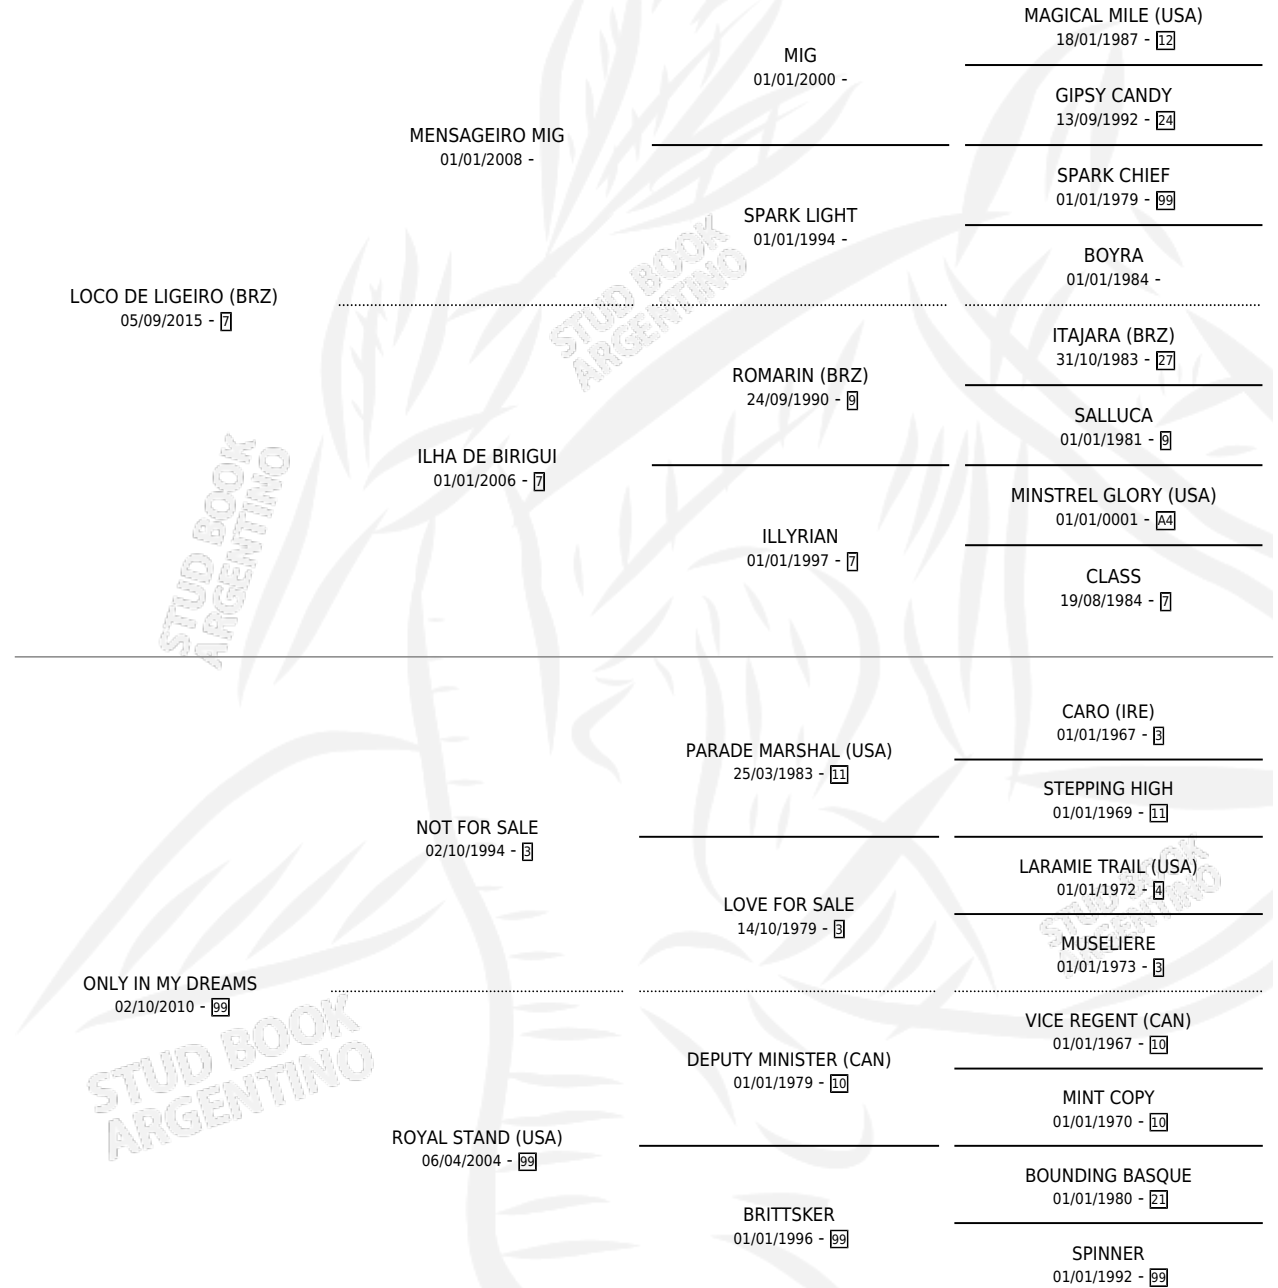 MAGICAL MILE (USA)
18/01/1987 - 12
MIG
01/01/2000 -
GIPSY CANDY
13/09/1992 - 24
MENSAGEIRO MIG
01/01/2008 -
SPARK CHIEF
01/01/1979 - 99
SPARK LIGHT
01/01/1994 -
BOYRA
01/01/1984 -
LOCO DE LIGEIRO (BRZ)
05/09/2015 - 7
ITAJARA (BRZ)
31/10/1983 - 27
ROMARIN (BRZ)
24/09/1990 - 9
SALLUCA
01/01/1981 - 9
ILHA DE BIRIGUI
01/01/2006 - 7
MINSTREL GLORY (USA)
01/01/0001 - A4
ILLYRIAN
01/01/1997 - 7
CLASS
19/08/1984 - 7
CARO (IRE)
01/01/1967 - 3
PARADE MARSHAL (USA)
25/03/1983 - 11
STEPPING HIGH
01/01/1969 - 11
NOT FOR SALE
02/10/1994 - 3
LARAMIE TRAIL (USA)
01/01/1972 - 4
LOVE FOR SALE
14/10/1979 - 3
MUSELIERE
01/01/1973 - 3
ONLY IN MY DREAMS
02/10/2010 - 99
VICE REGENT (CAN)
01/01/1967 - 10
DEPUTY MINISTER (CAN)
01/01/1979 - 10
MINT COPY
01/01/1970 - 10
ROYAL STAND (USA)
06/04/2004 - 99
BOUNDING BASQUE
01/01/1980 - 21
BRITTSKER
01/01/1996 - 99
SPINNER
01/01/1992 - 99
STUD BOOK
ARGENTINO
STUD BOOK
ARGENTINO
STUD BOOK
ARGENTINO
STUD BOOK
ARGENTINO